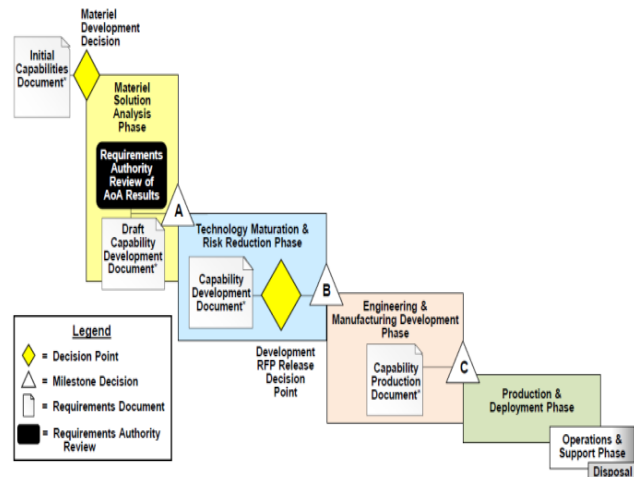 Materiel
Development
Decision
Initial
Capabilities
Document*
Materiel
Solution
Analysis
Phase
Requirements
Authority
Review of
AoA Results
A
Draft
Capability
Development
Document*
Technology Maturation &
Risk Reduction Phase
Capability
Development
Document*
B
Development
RFP Release
Decision
Point
Engineering &
Manufacturing Development
Phase
Capability
Production
Document*
C
Production &
Deployment Phase
Operations &
Support Phase
Disposal
Legend
= Decision Point
= Milestone Decision
= Requirements Document
= Requirements Authority
Review